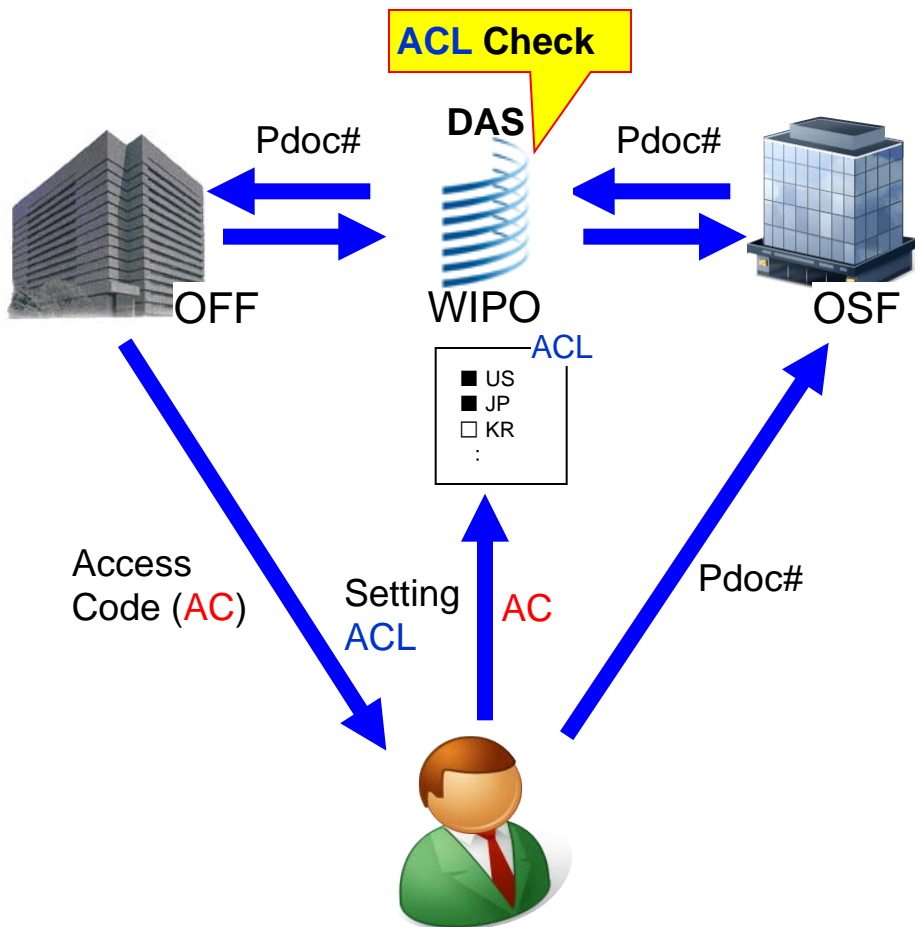 ACL Check
DAS
Pdoc#
Pdoc#
OFF
WIPO
OSF
ACL
■ US
■ JP
□ KR
:
Access
Code (AC)
Setting
ACL
AC
Pdoc#